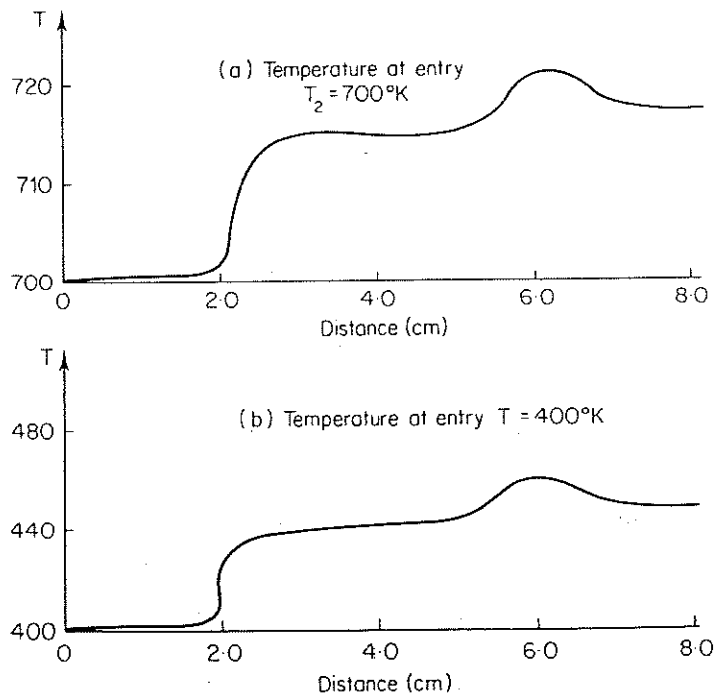 T
(a) Temperature at entry
T₂ = 700°K
720
710
700
0
2·0
4·0
6·0
8·0
Distance (cm)
T
(b) Temperature at entry T = 400°K
480
440
400
0
2·0
4·0
6·0
8·0
Distance (cm)